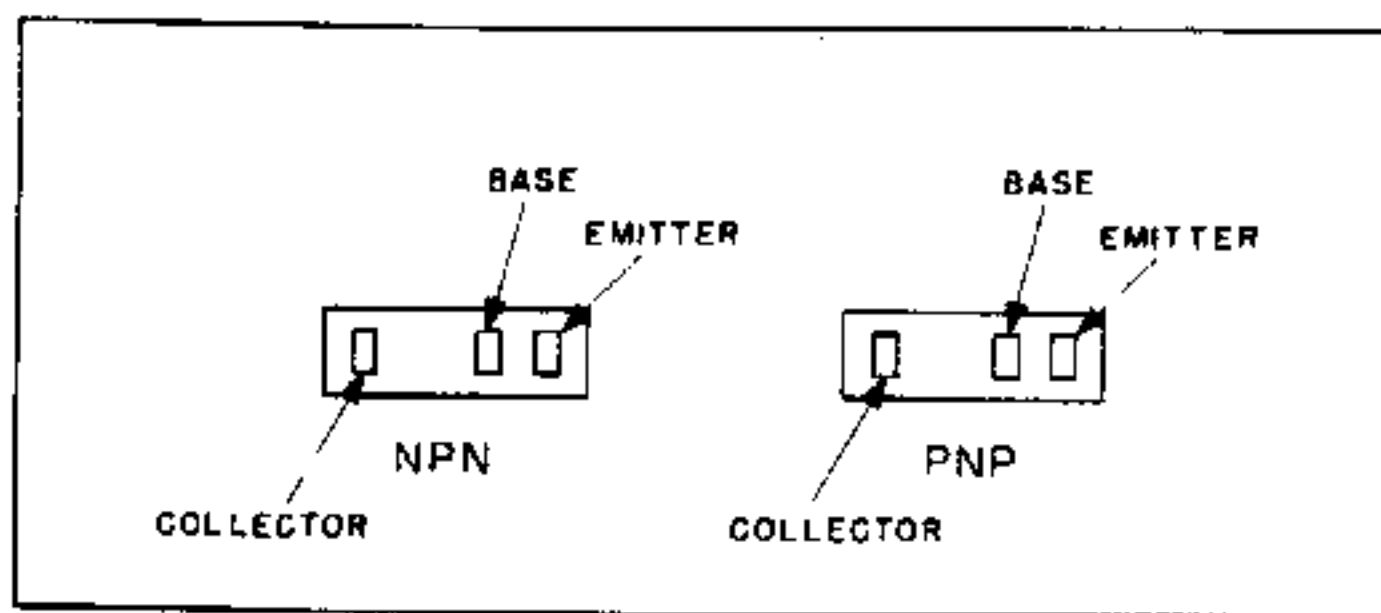 BASE
EMITTER
NPN
COLLECTOR
BASE
EMITTER
PNP
COLLECTOR